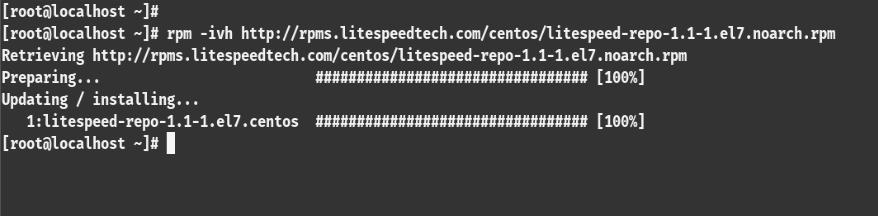 [root@localhost ~]#
[root@localhost ~]# rpm -ivh http://rpms.litespeedtech.com/centos/litespeed-repo-1.1-1.el7.noarch.rpm
Retrieving http://rpms.litespeedtech.com/centos/litespeed-repo-1.1-1.el7.noarch.rpm
Preparing...                          ################################# [100%]
Updating / installing...
   1:litespeed-repo-1.1-1.el7.centos  ################################# [100%]
[root@localhost ~]#